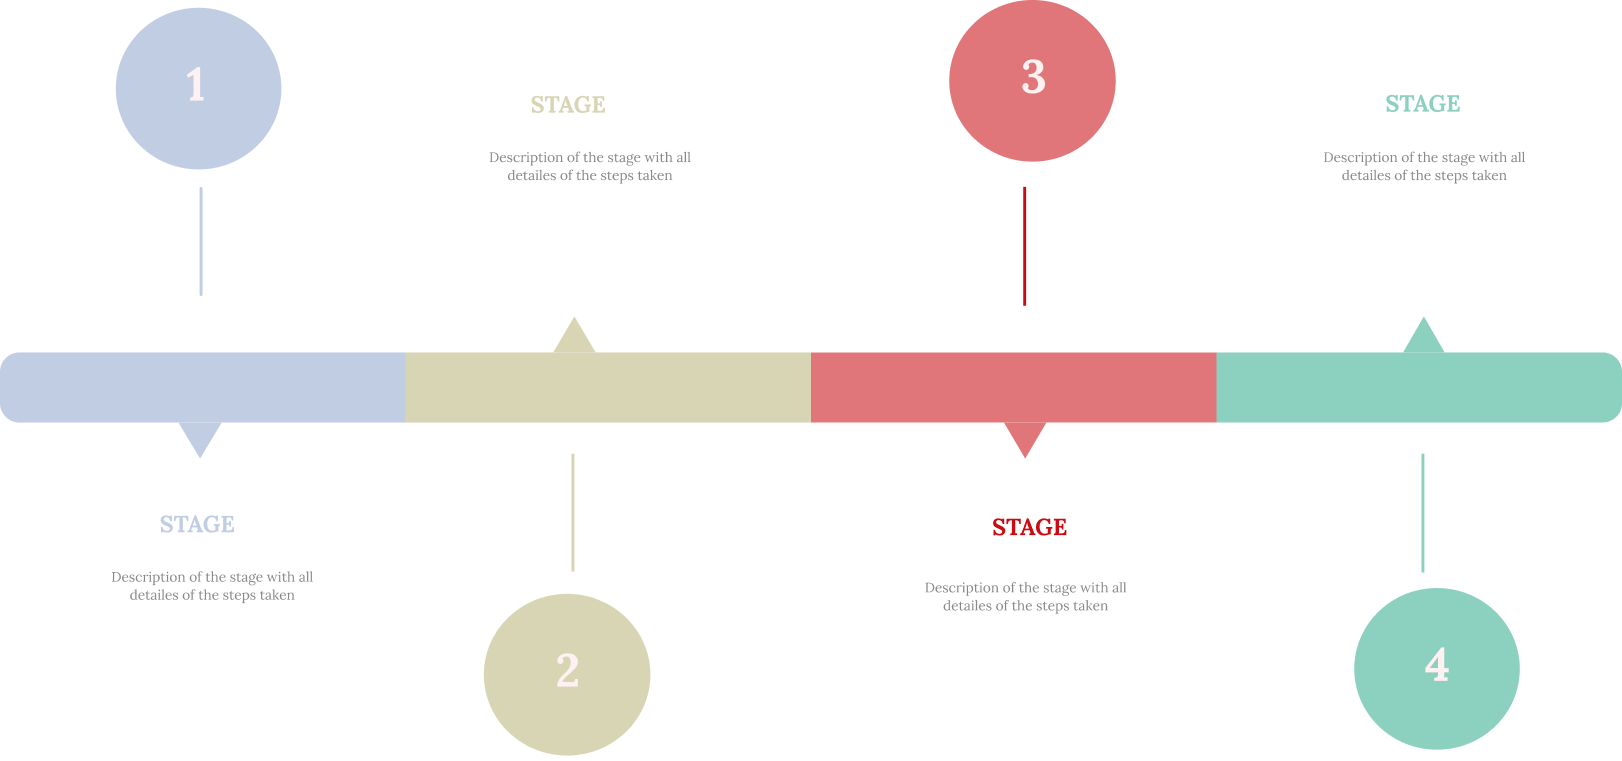 1
STAGE
Description of the stage with all
detailes of the steps taken
STAGE
Description of the stage with all
detailes of the steps taken
2
3
STAGE
Description of the stage with all
detailes of the steps taken
STAGE
Description of the stage with all
detailes of the steps taken
4